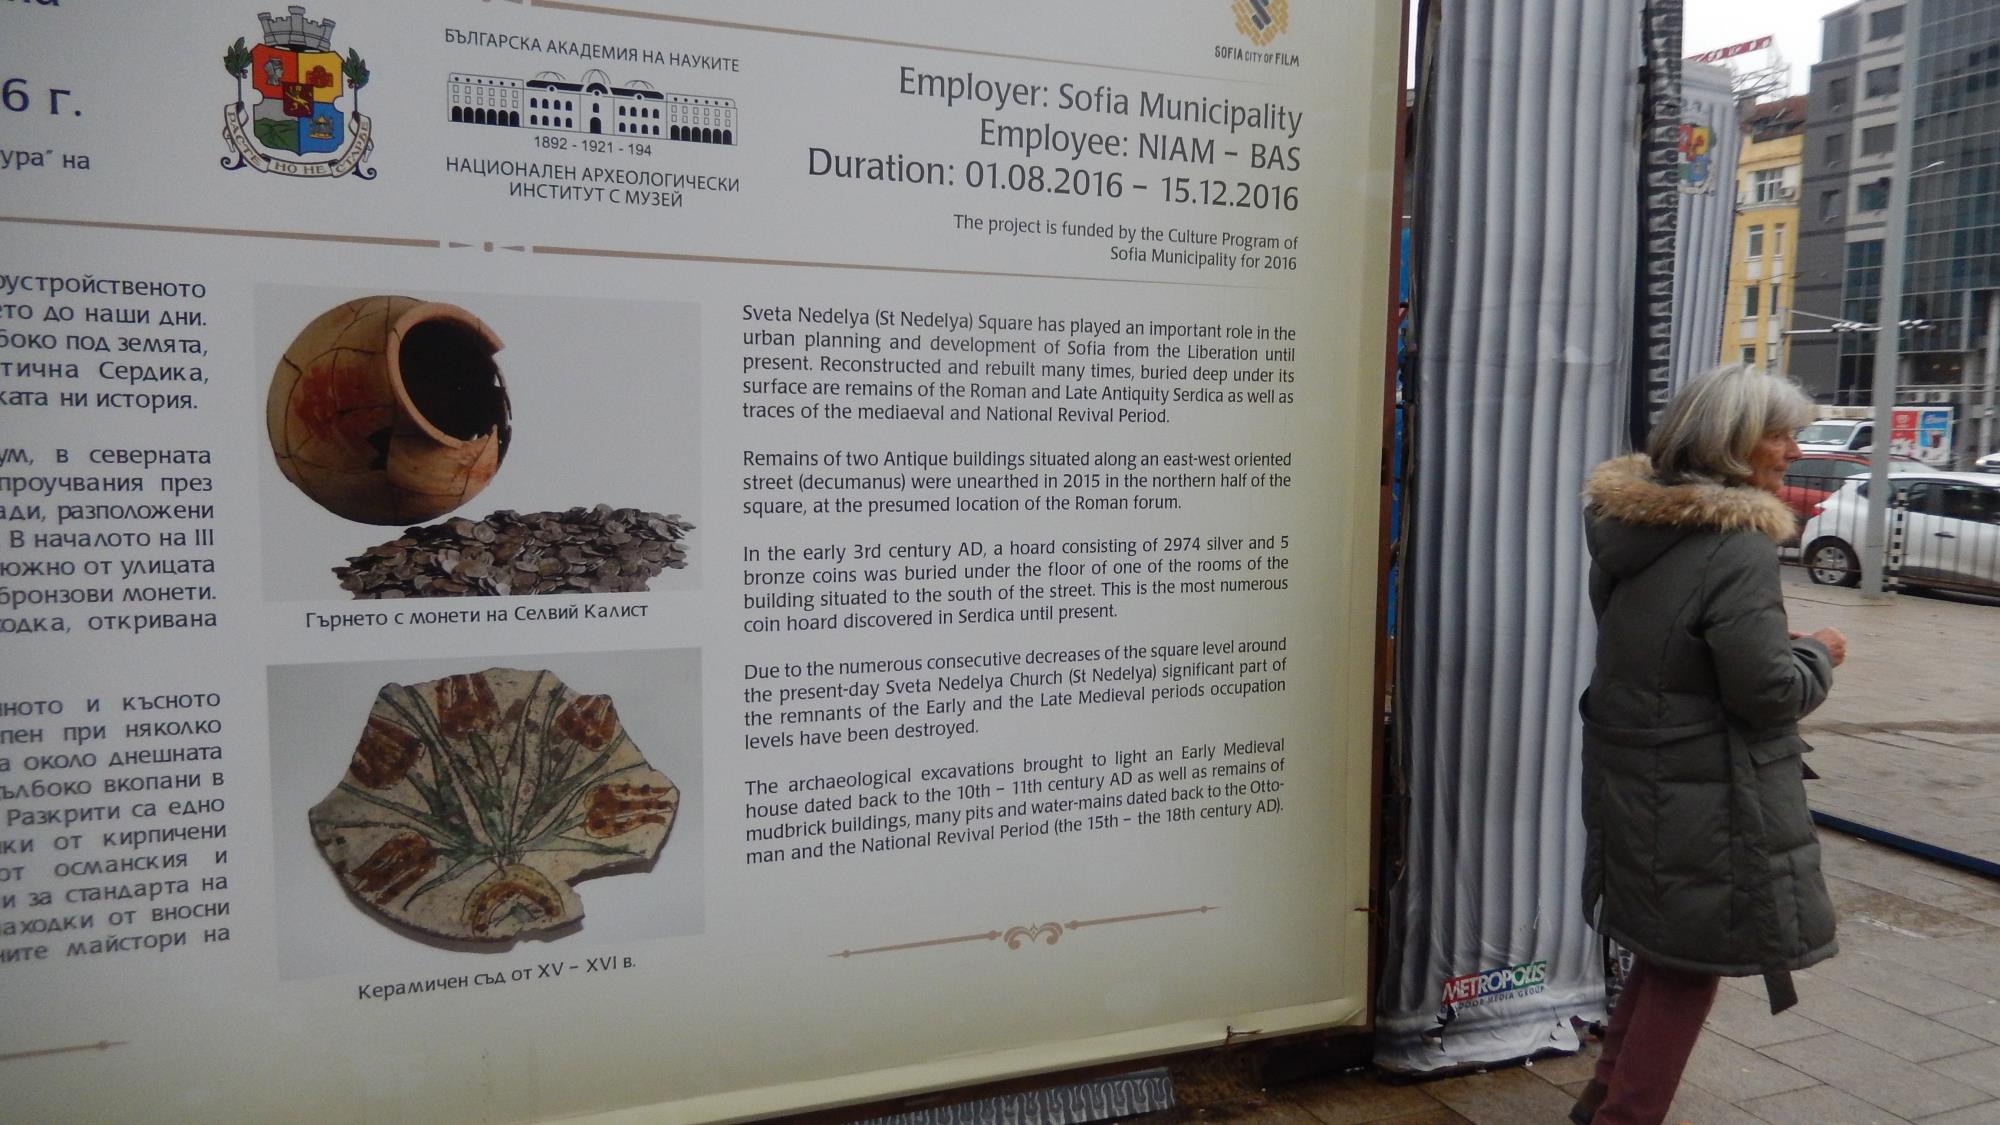 6 г.
на
РАСТЕ НО НЕ СТАРЕЕ
БЪЛГАРСКА АКАДЕМИЯ НА НАУКИТЕ
1892 - 1921 - 194
НАЦИОНАЛЕН АРХЕОЛОГИЧЕСКИ
ИНСТИТУТ С МУЗЕЙ
SOFIA CITY OF FILM
Employer: Sofia Municipality
Employee: NIAM – BAS
Duration: 01.08.2016 – 15.12.2016
The project is funded by the Culture Program of
Sofia Municipality for 2016
оустройственото
ето до наши дни.
боко под земята,
тична Сердика,
ката ни история.
ум, в северната
проучвания през
ади, разположени
В началото на III
южно от улицата
бронзови монети.
одка, откривана
ното и късното
пен при няколко
а около днешната
ълбоко вкопани в
Разкрити са едно
ки от кирпичени
от османския и
и за стандарта на
аходки от вносни
ните майстори на
Гърнето с монети на Селвий Калист
Керамичен съд от XV – XVI в.
Sveta Nedelya (St Nedelya) Square has played an important role in the
urban planning and development of Sofia from the Liberation until
present. Reconstructed and rebuilt many times, buried deep under its
surface are remains of the Roman and Late Antiquity Serdica as well as
traces of the mediaeval and National Revival Period.
Remains of two Antique buildings situated along an east-west oriented
street (decumanus) were unearthed in 2015 in the northern half of the
square, at the presumed location of the Roman forum.
In the early 3rd century AD, a hoard consisting of 2974 silver and 5
bronze coins was buried under the floor of one of the rooms of the
building situated to the south of the street. This is the most numerous
coin hoard discovered in Serdica until present.
Due to the numerous consecutive decreases of the square level around
the present-day Sveta Nedelya Church (St Nedelya) significant part of
the remnants of the Early and the Late Medieval periods occupation
levels have been destroyed.
The archaeological excavations brought to light an Early Medieval
house dated back to the 10th – 11th century AD as well as remains of
mudbrick buildings, many pits and water-mains dated back to the Otto-
man and the National Revival Period (the 15th – the 18th century AD).
METROPOLIS
OUTDOOR MEDIA GROUP